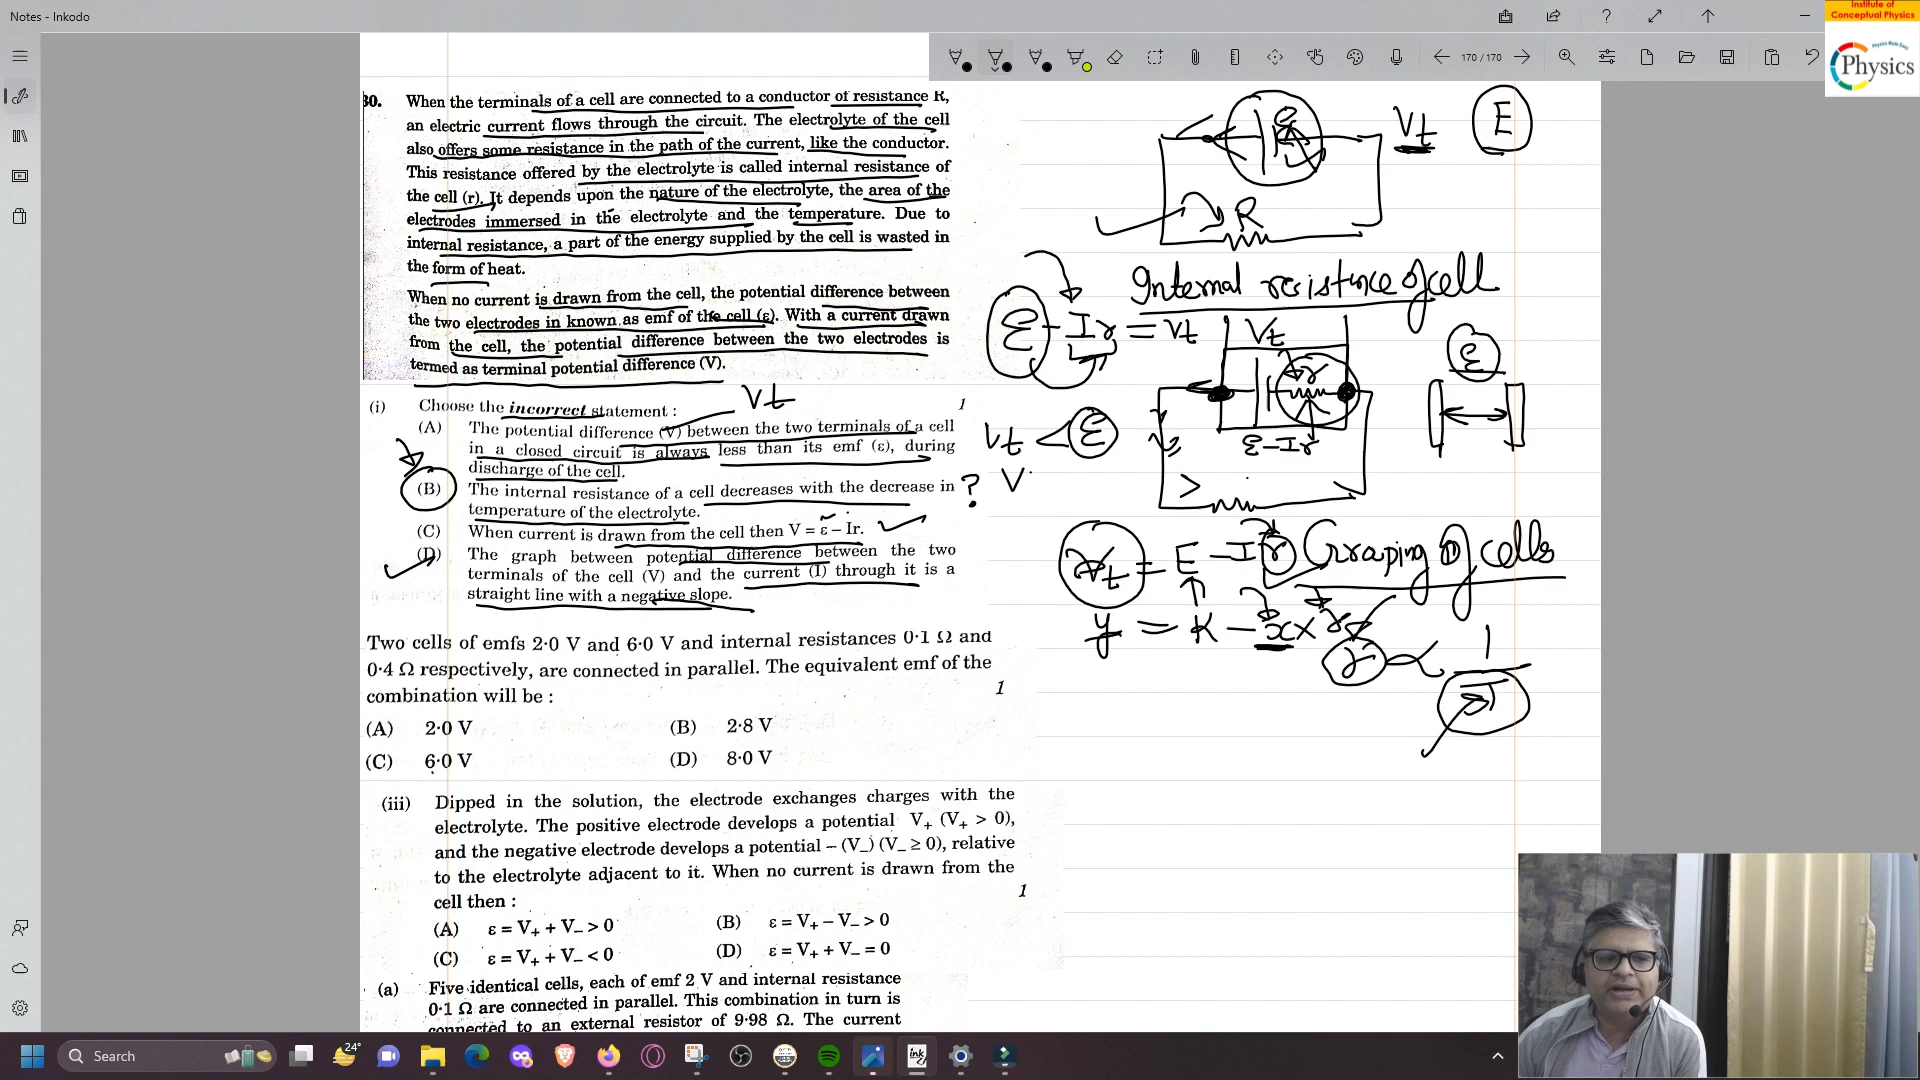 Notes - Inkodo
Institute of
Conceptual Physics
Physics Made Easy
Physics
170 / 170
30. When the terminals of a cell are connected to a conductor of resistance R,
an electric current flows through the circuit. The electrolyte of the cell
also offers some resistance in the path of the current, like the conductor.
This resistance offered by the electrolyte is called internal resistance of
the cell (r). It depends upon the nature of the electrolyte, the area of the
electrodes immersed in the electrolyte and the temperature. Due to
internal resistance, a part of the energy supplied by the cell is wasted in
the form of heat.
When no current is drawn from the cell, the potential difference between
the two electrodes in known as emf of the cell (ε). With a current drawn
from the cell, the potential difference between the two electrodes is
termed as terminal potential difference (V).
Vt
(i) Choose the incorrect statement : 1
(A) The potential difference (V) between the two terminals of a cell
in a closed circuit is always less than its emf (ε), during
discharge of the cell.
(B) The internal resistance of a cell decreases with the decrease in ?
temperature of the electrolyte.
(C) When current is drawn from the cell then V = ε – Ir.
(D) The graph between potential difference between the two
terminals of the cell (V) and the current (I) through it is a
straight line with a negative slope.
Two cells of emfs 2·0 V and 6·0 V and internal resistances 0·1 Ω and
0·4 Ω respectively, are connected in parallel. The equivalent emf of the
combination will be : 1
(A) 2·0 V (B) 2·8 V
(C) 6·0 V (D) 8·0 V
(iii) Dipped in the solution, the electrode exchanges charges with the
electrolyte. The positive electrode develops a potential V₊ (V₊ > 0),
and the negative electrode develops a potential – (V₋) (V₋ ≥ 0), relative
to the electrolyte adjacent to it. When no current is drawn from the
cell then : 1
(A) ε = V₊ + V₋ > 0 (B) ε = V₊ – V₋ > 0
(C) ε = V₊ + V₋ < 0 (D) ε = V₊ + V₋ = 0
(a) Five identical cells, each of emf 2 V and internal resistance
0·1 Ω are connected in parallel. This combination in turn is
connected to an external resistor of 9·98 Ω. The current
Vt E
R
Internal resistance of cell
ε - Ir = Vt
Vt
r
ε
Vt < ε
ε - Ir
V
Vt = E - Ir
Graping of cells
y = K - x x r
r ∝ 1
Search
24°
ink